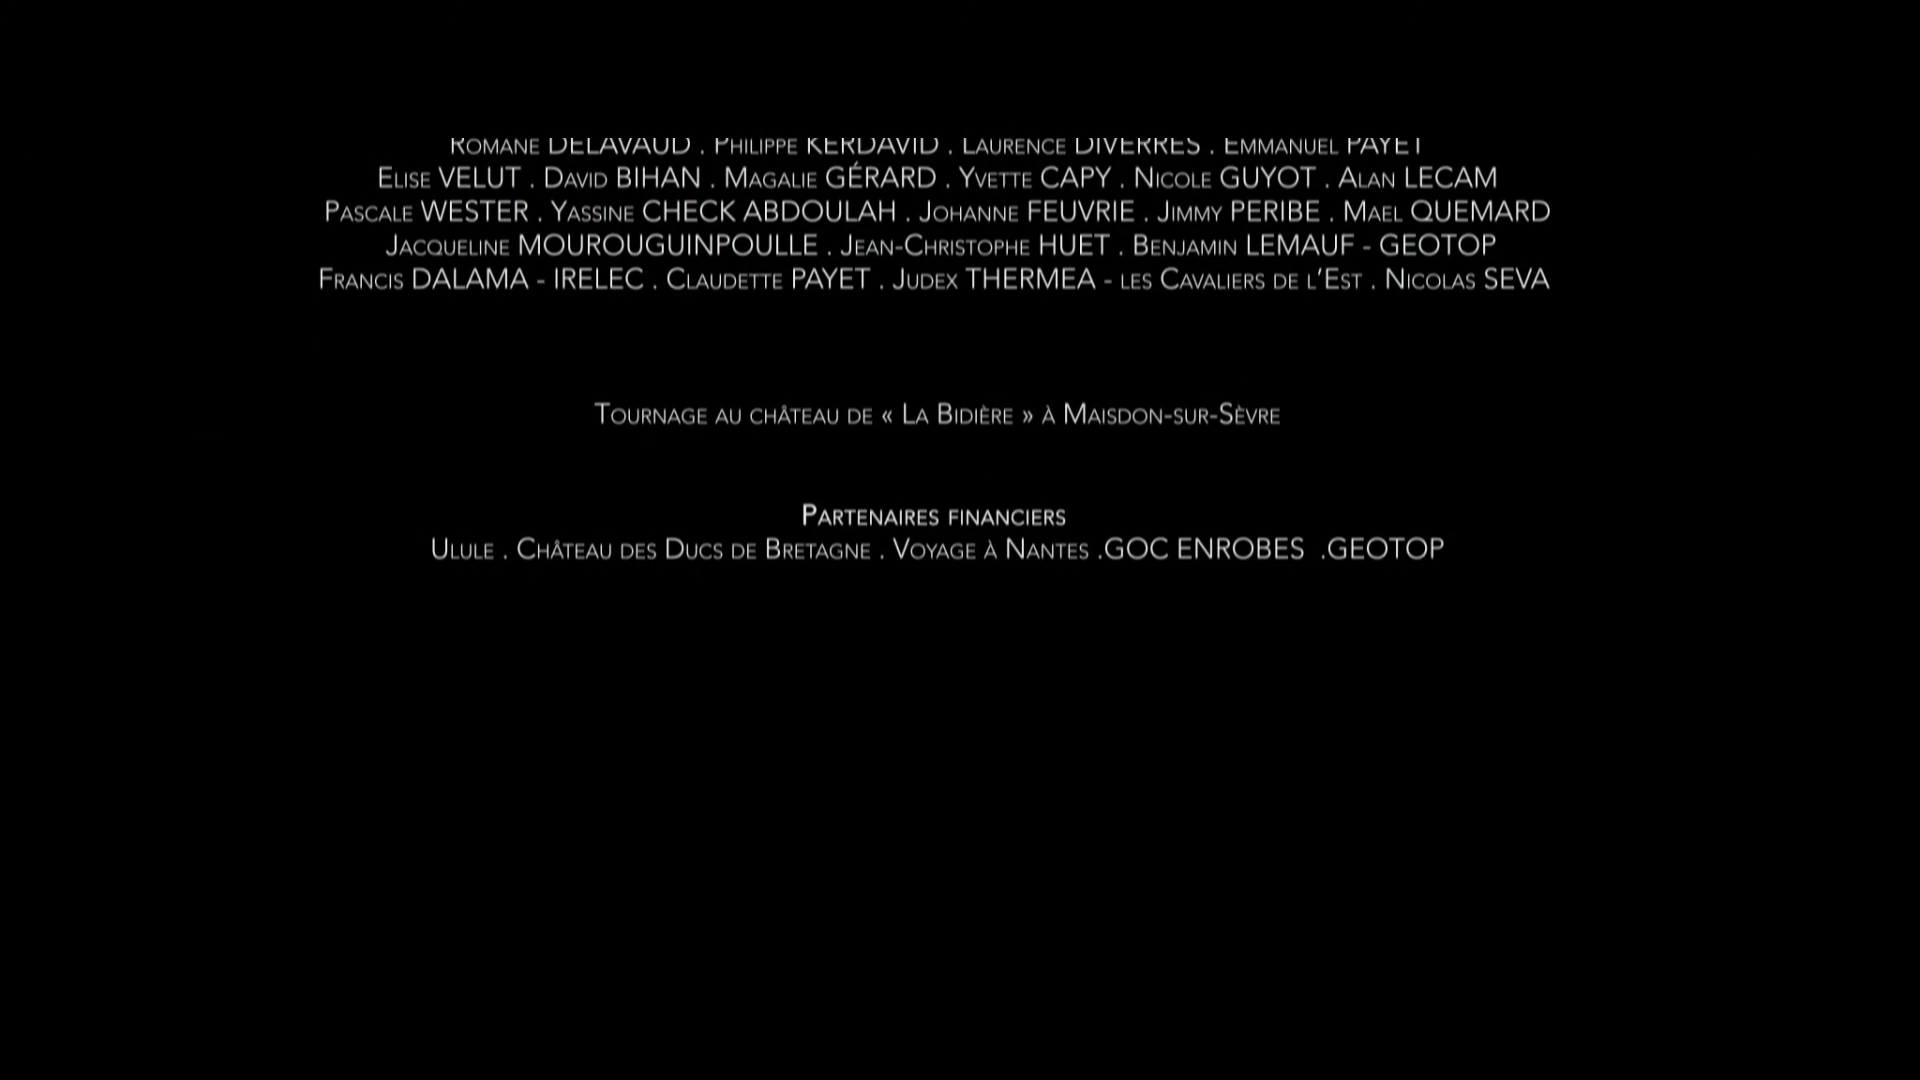 Romane DELAVAUD . Philippe KERDAVID . Laurence DIVERRES . Emmanuel PAYET
Elise VELUT . David BIHAN . Magalie GÉRARD . Yvette CAPY . Nicole GUYOT . Alan LECAM
Pascale WESTER . Yassine CHECK ABDOULAH . Johanne FEUVRIE . Jimmy PERIBE . Mael QUEMARD
Jacqueline MOUROUGUINPOULLE . Jean-Christophe HUET . Benjamin LEMAUF - GEOTOP
Francis DALAMA - IRELEC . Claudette PAYET . Judex THERMEA - les Cavaliers de l’Est . Nicolas SEVA
Tournage au château de « La Bidière » à Maisdon-sur-Sèvre
Partenaires financiers
Ulule . Château des Ducs de Bretagne . Voyage à Nantes .GOC ENROBES .GEOTOP